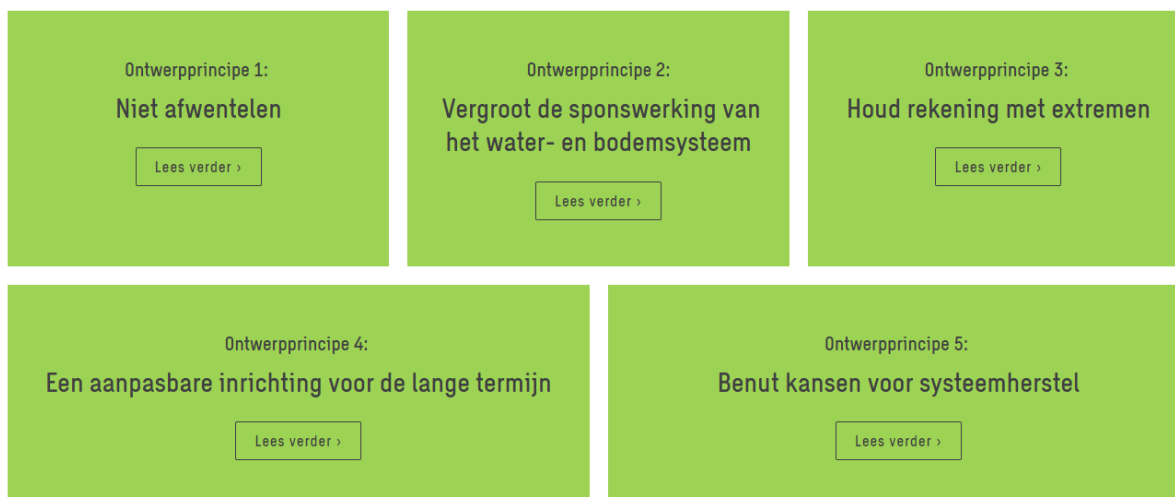 Ontwerpprincipe 1:
Niet afwentelen
Lees verder ›
Ontwerpprincipe 2:
Vergroot de sponswerking van
het water- en bodemsysteem
Lees verder ›
Ontwerpprincipe 3:
Houd rekening met extremen
Lees verder ›
Ontwerpprincipe 4:
Een aanpasbare inrichting voor de lange termijn
Lees verder ›
Ontwerpprincipe 5:
Benut kansen voor systeemherstel
Lees verder ›